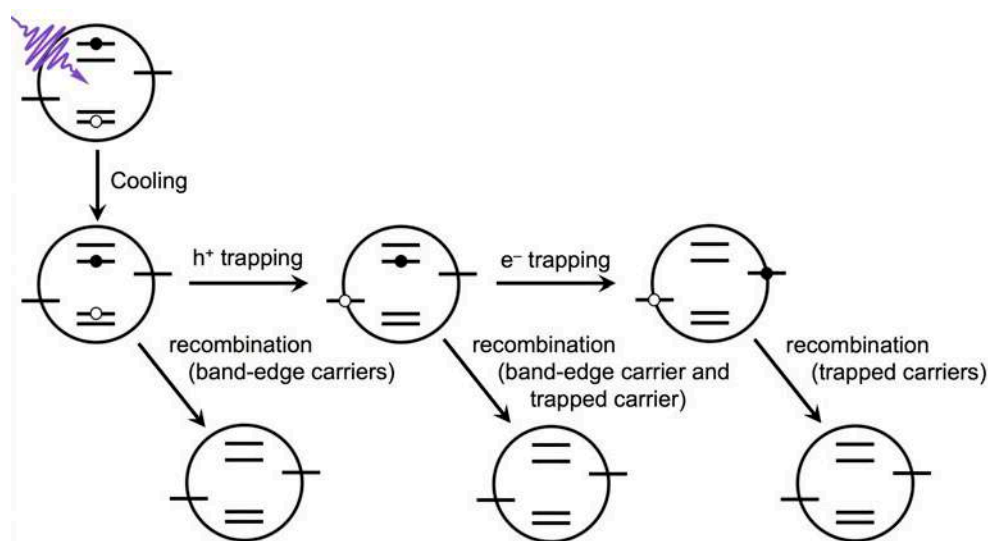 Cooling
h⁺ trapping
e⁻ trapping
recombination
(band-edge carriers)
recombination
(band-edge carrier and
trapped carrier)
recombination
(trapped carriers)